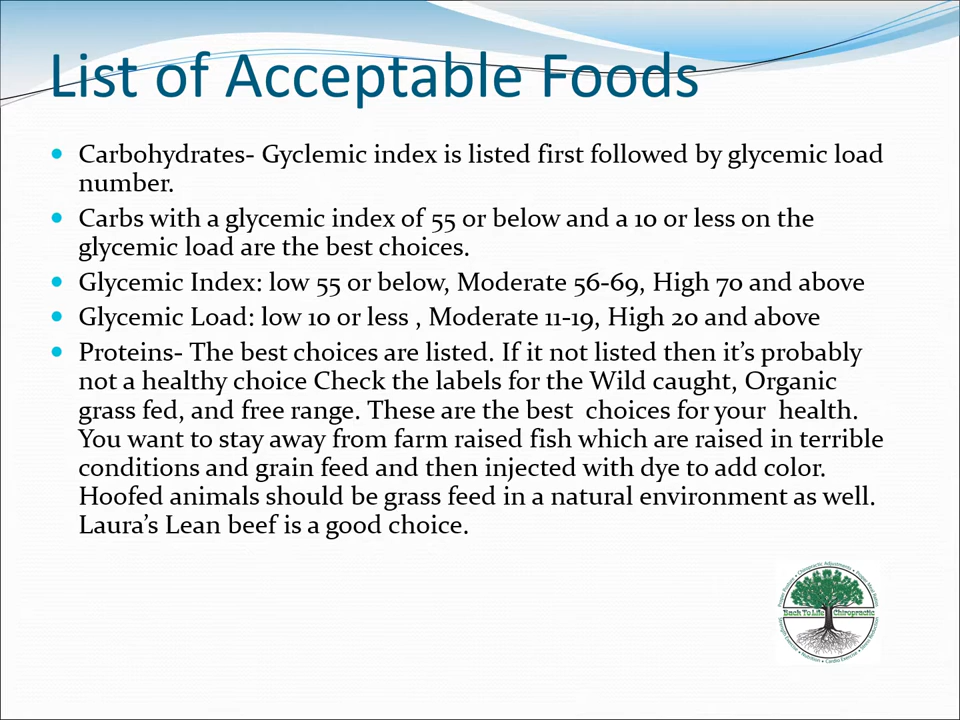 List of Acceptable Foods
Carbohydrates- Gyclemic index is listed first followed by glycemic load
number.
Carbs with a glycemic index of 55 or below and a 10 or less on the
glycemic load are the best choices.
Glycemic Index: low 55 or below, Moderate 56-69, High 70 and above
Glycemic Load: low 10 or less , Moderate 11-19, High 20 and above
Proteins- The best choices are listed. If it not listed then it’s probably
not a healthy choice Check the labels for the Wild caught, Organic
grass fed, and free range. These are the best  choices for your  health.
You want to stay away from farm raised fish which are raised in terrible
conditions and grain feed and then injected with dye to add color.
Hoofed animals should be grass feed in a natural environment as well.
Laura’s Lean beef is a good choice.
Back To Life Chiropractic